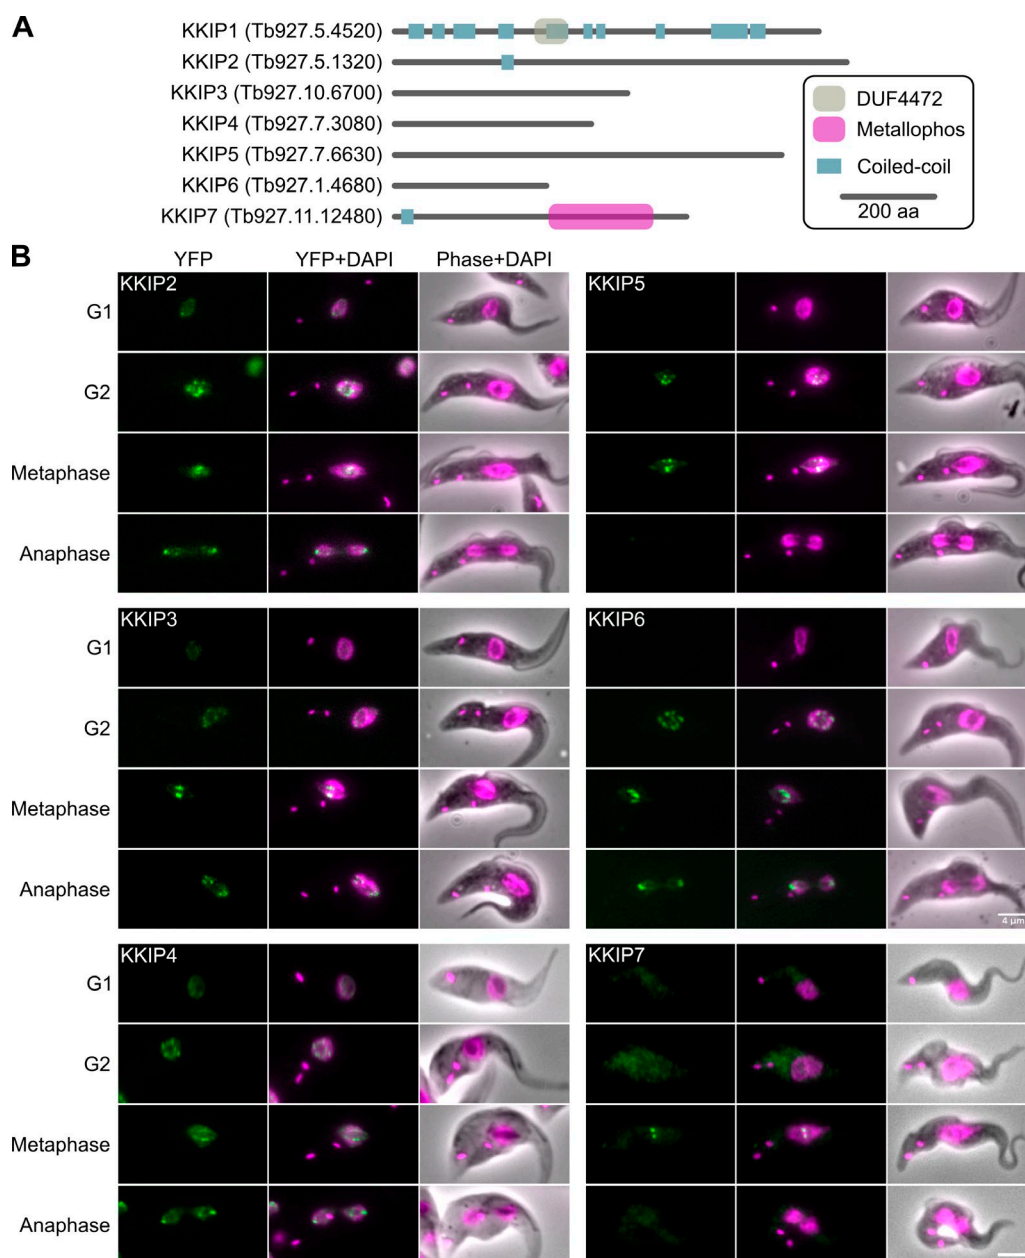 A
KKIP1 (Tb927.5.4520)
KKIP2 (Tb927.5.1320)
KKIP3 (Tb927.10.6700)
KKIP4 (Tb927.7.3080)
KKIP5 (Tb927.7.6630)
KKIP6 (Tb927.1.4680)
KKIP7 (Tb927.11.12480)
DUF4472
Metallophos
Coiled-coil
200 aa
B
YFP YFP+DAPI Phase+DAPI
KKIP2
G1
G2
Metaphase
Anaphase
KKIP5
KKIP3
G1
G2
Metaphase
Anaphase
KKIP6
4 µm
KKIP4
G1
G2
Metaphase
Anaphase
KKIP7